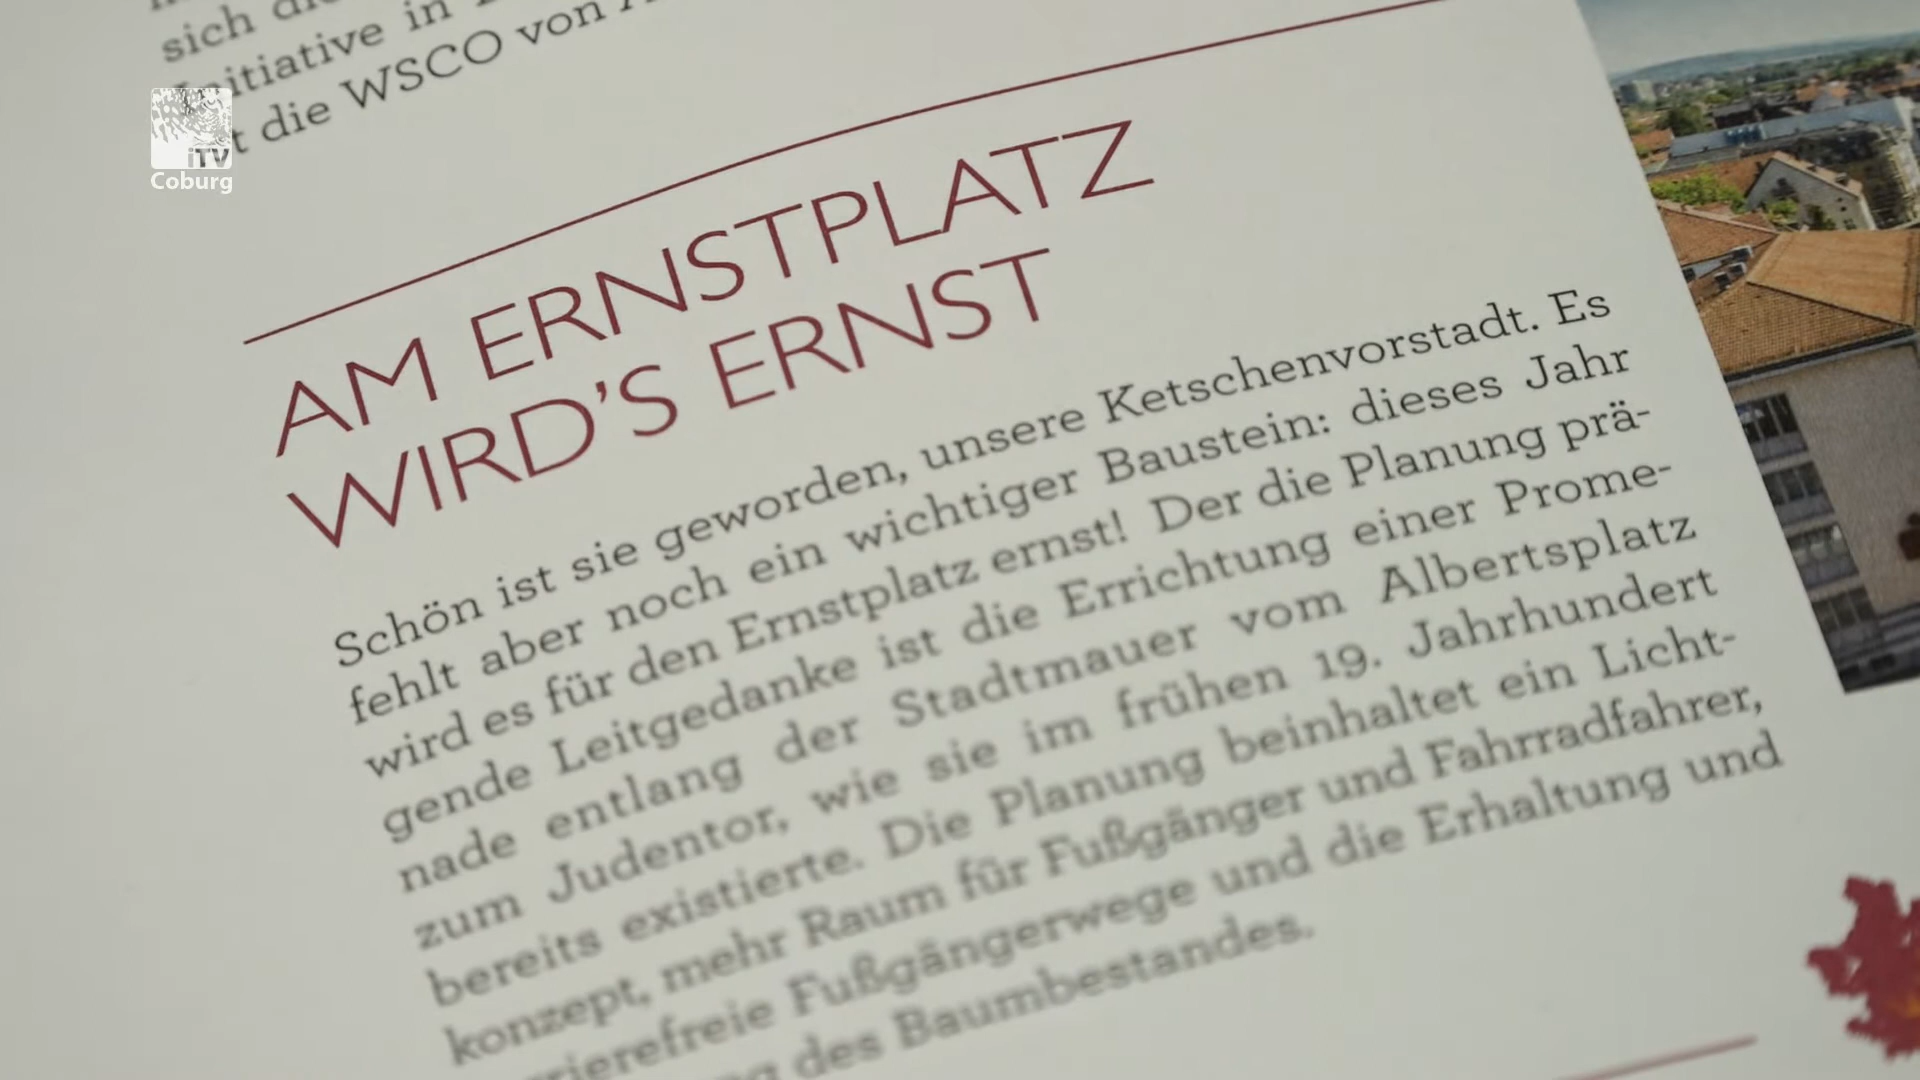 sich
Initiative in
t die WSCO von
iTV
Coburg
AM ERNSTPLATZ
WIRD'S ERNST
Schön ist sie geworden, unsere Ketschenvorstadt. Es
fehlt aber noch ein wichtiger Baustein: dieses Jahr
wird es für den Ernstplatz ernst! Der die Planung prä-
gende Leitgedanke ist die Errichtung einer Prome-
nade entlang der Stadtmauer vom Albertsplatz
zum Judentor, wie sie im frühen 19. Jahrhundert
bereits existierte. Die Planung beinhaltet ein Licht-
konzept, mehr Raum für Fußgänger und Fahrradfahrer,
rierefreie Fußgängerwege und die Erhaltung und
ng des Baumbestandes.